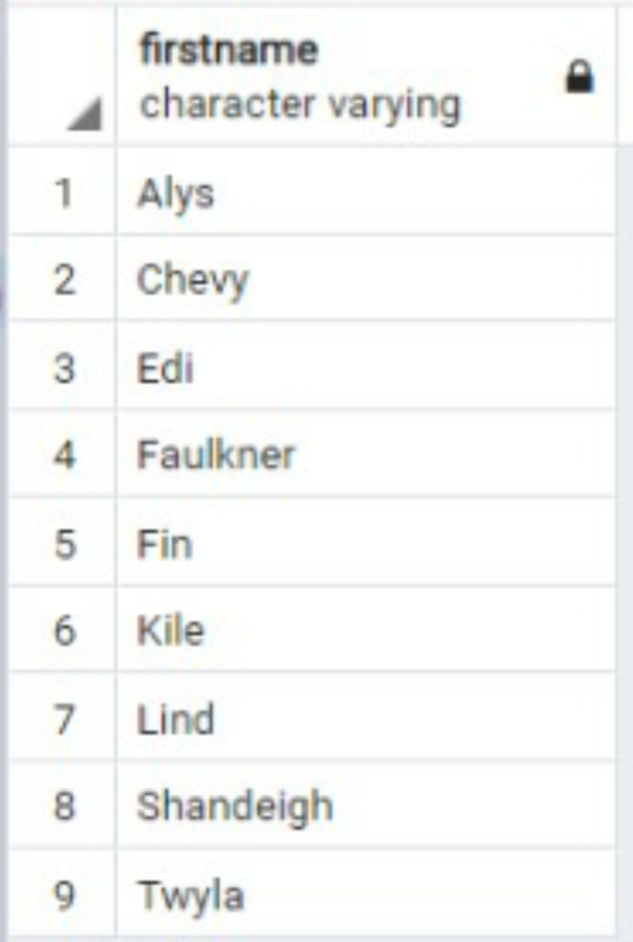 firstname
character varying
1 Alys
2 Chevy
3 Edi
4 Faulkner
5 Fin
6 Kile
7 Lind
8 Shandeigh
9 Twyla